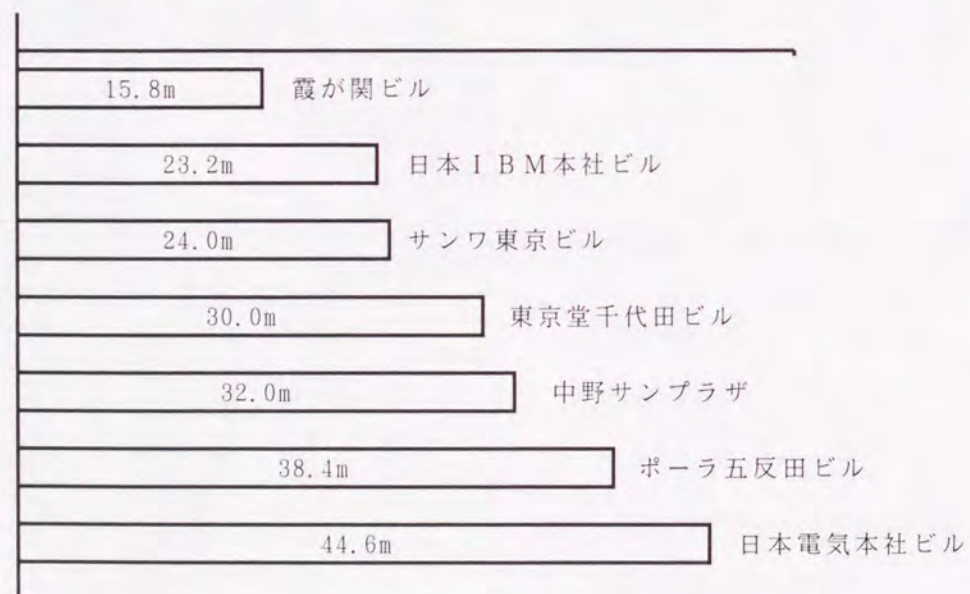 15.8m 霞が関ビル
23.2m 日本ＩＢＭ本社ビル
24.0m サンワ東京ビル
30.0m 東京堂千代田ビル
32.0m 中野サンプラザ
38.4m ポーラ五反田ビル
44.6m 日本電気本社ビル